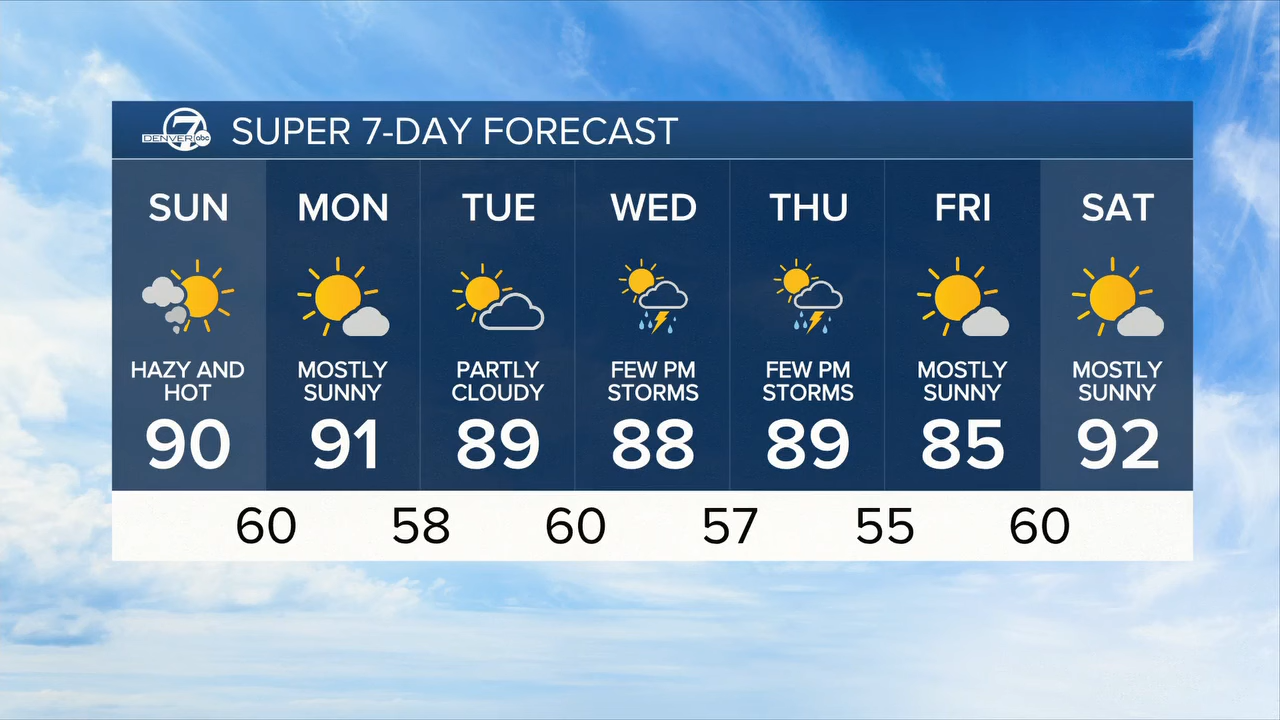 DENVER 7 abc SUPER 7-DAY FORECAST
SUN MON TUE WED THU FRI SAT
HAZY AND HOT
MOSTLY SUNNY
PARTLY CLOUDY
FEW PM STORMS
FEW PM STORMS
MOSTLY SUNNY
MOSTLY SUNNY
90 91 89 88 89 85 92
60 58 60 57 55 60